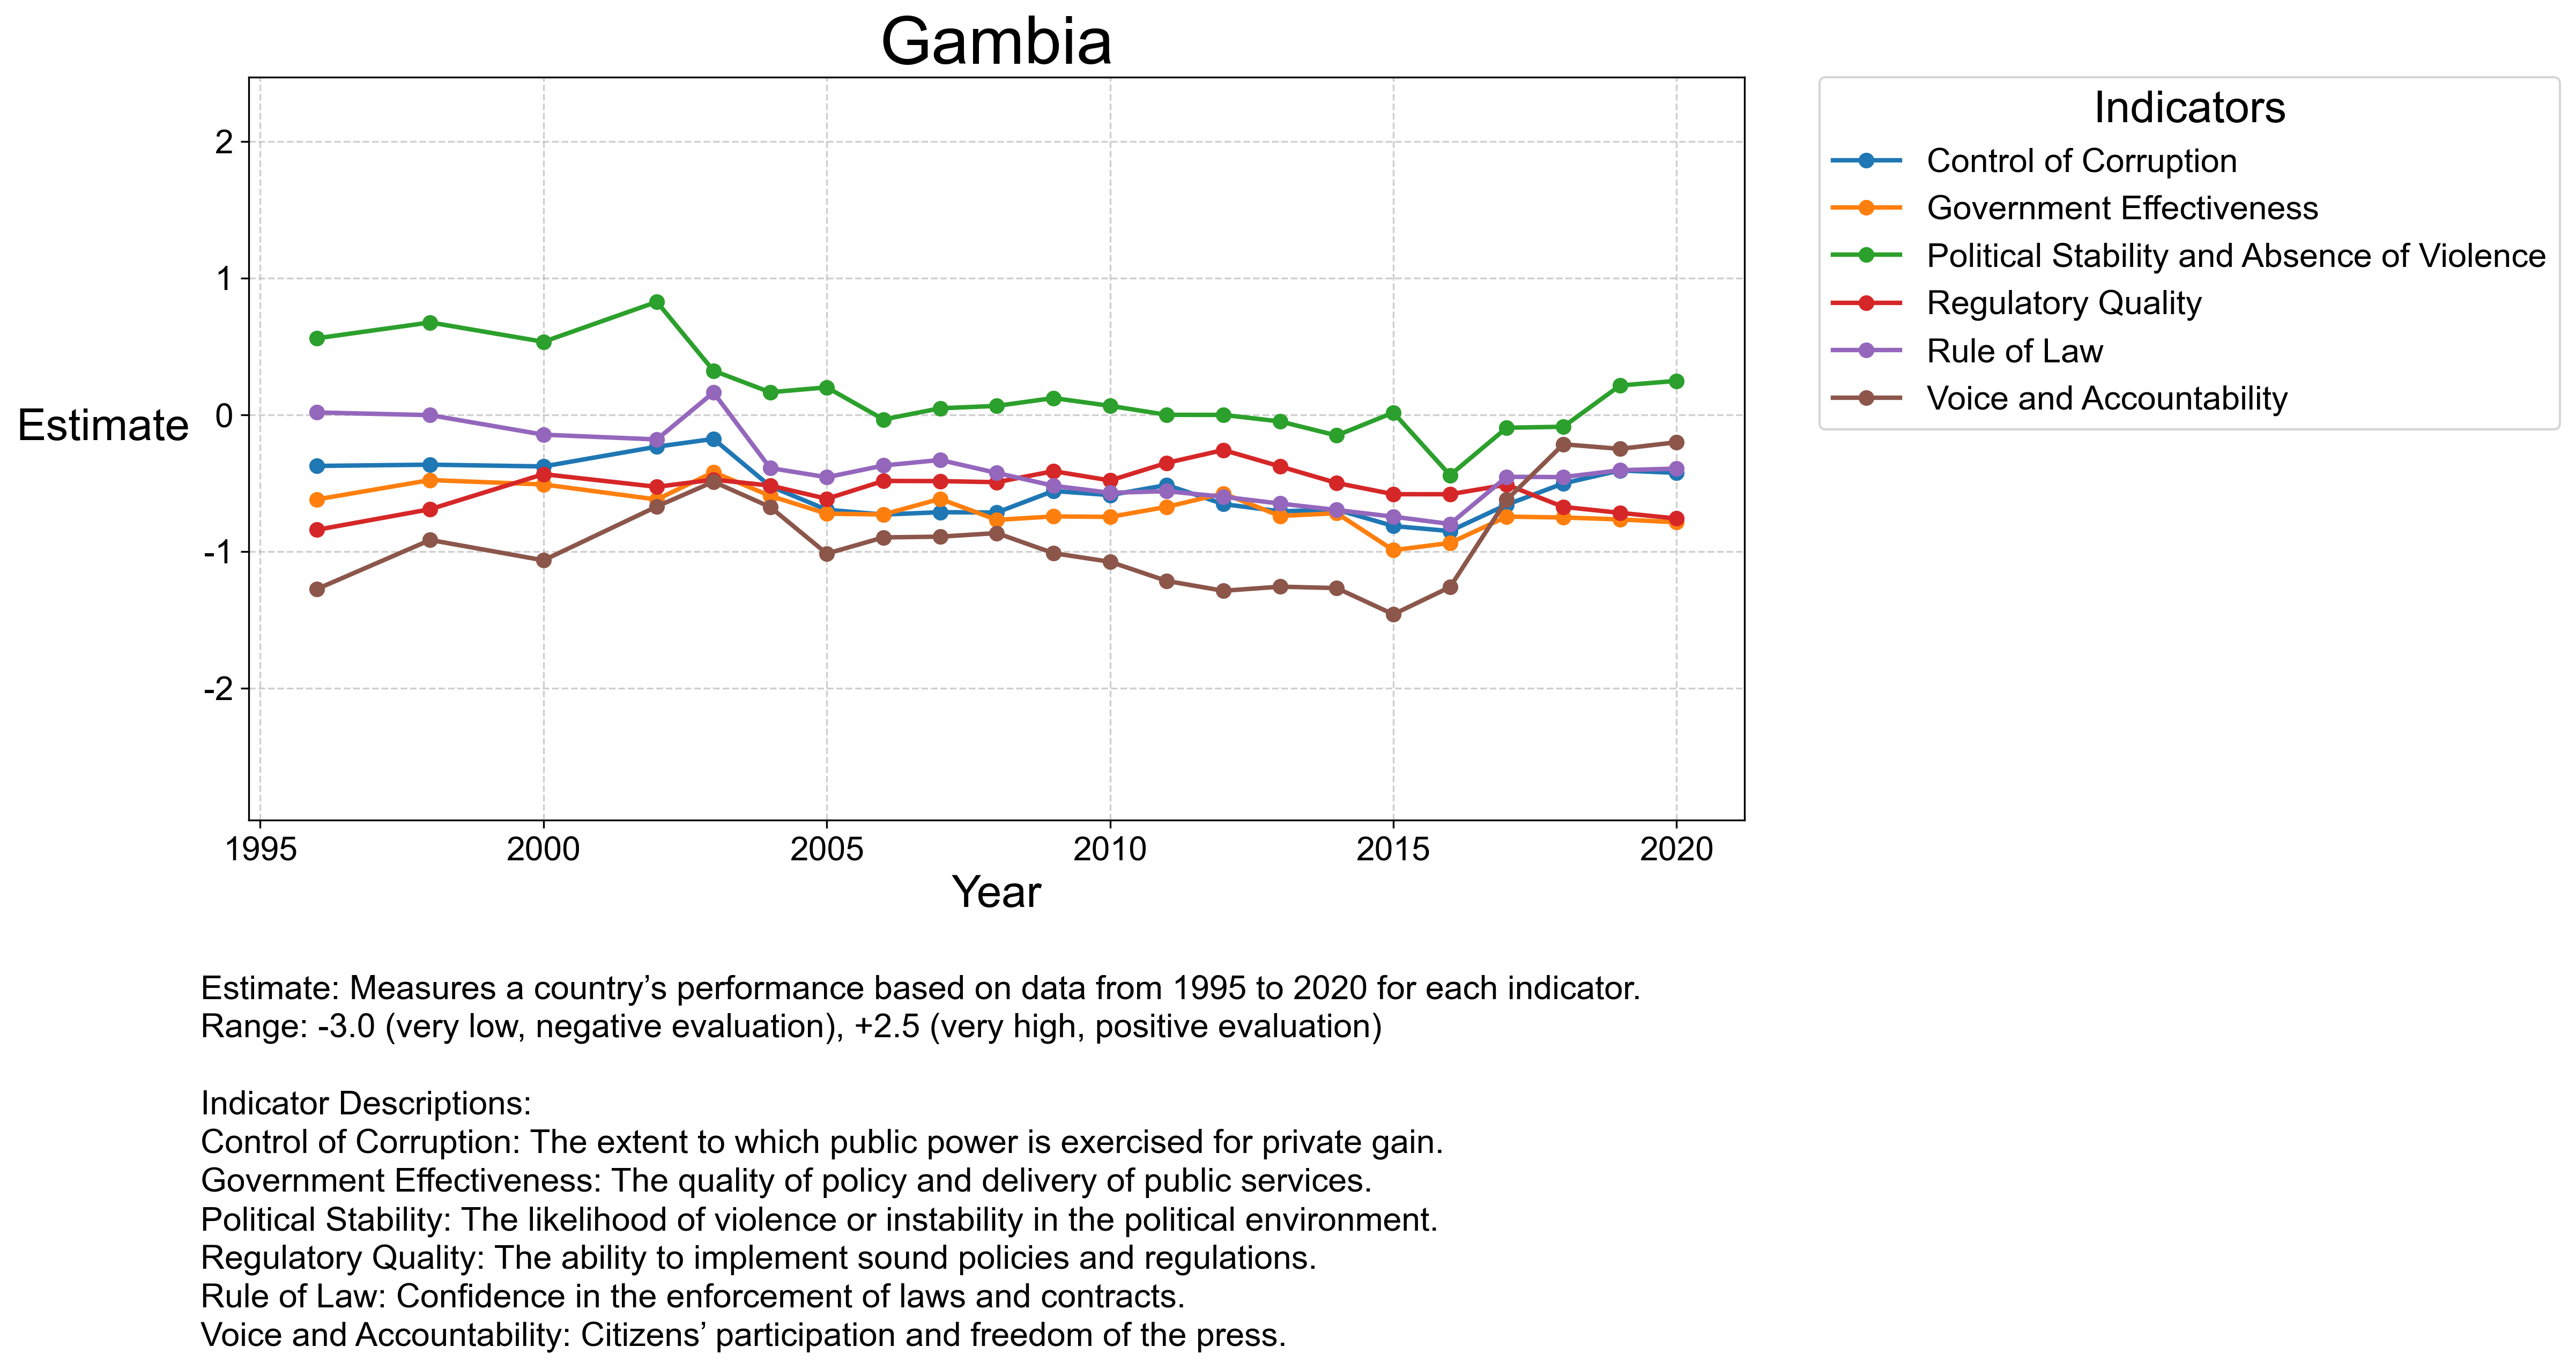 Gambia
Indicators
Control of Corruption
Government Effectiveness
Political Stability and Absence of Violence
Regulatory Quality
Rule of Law
Voice and Accountability
2
1
0
-1
-2
Estimate
1995 2000 2005 2010 2015 2020
Year
Estimate: Measures a country’s performance based on data from 1995 to 2020 for each indicator.
Range: -3.0 (very low, negative evaluation), +2.5 (very high, positive evaluation)
Indicator Descriptions:
Control of Corruption: The extent to which public power is exercised for private gain.
Government Effectiveness: The quality of policy and delivery of public services.
Political Stability: The likelihood of violence or instability in the political environment.
Regulatory Quality: The ability to implement sound policies and regulations.
Rule of Law: Confidence in the enforcement of laws and contracts.
Voice and Accountability: Citizens’ participation and freedom of the press.